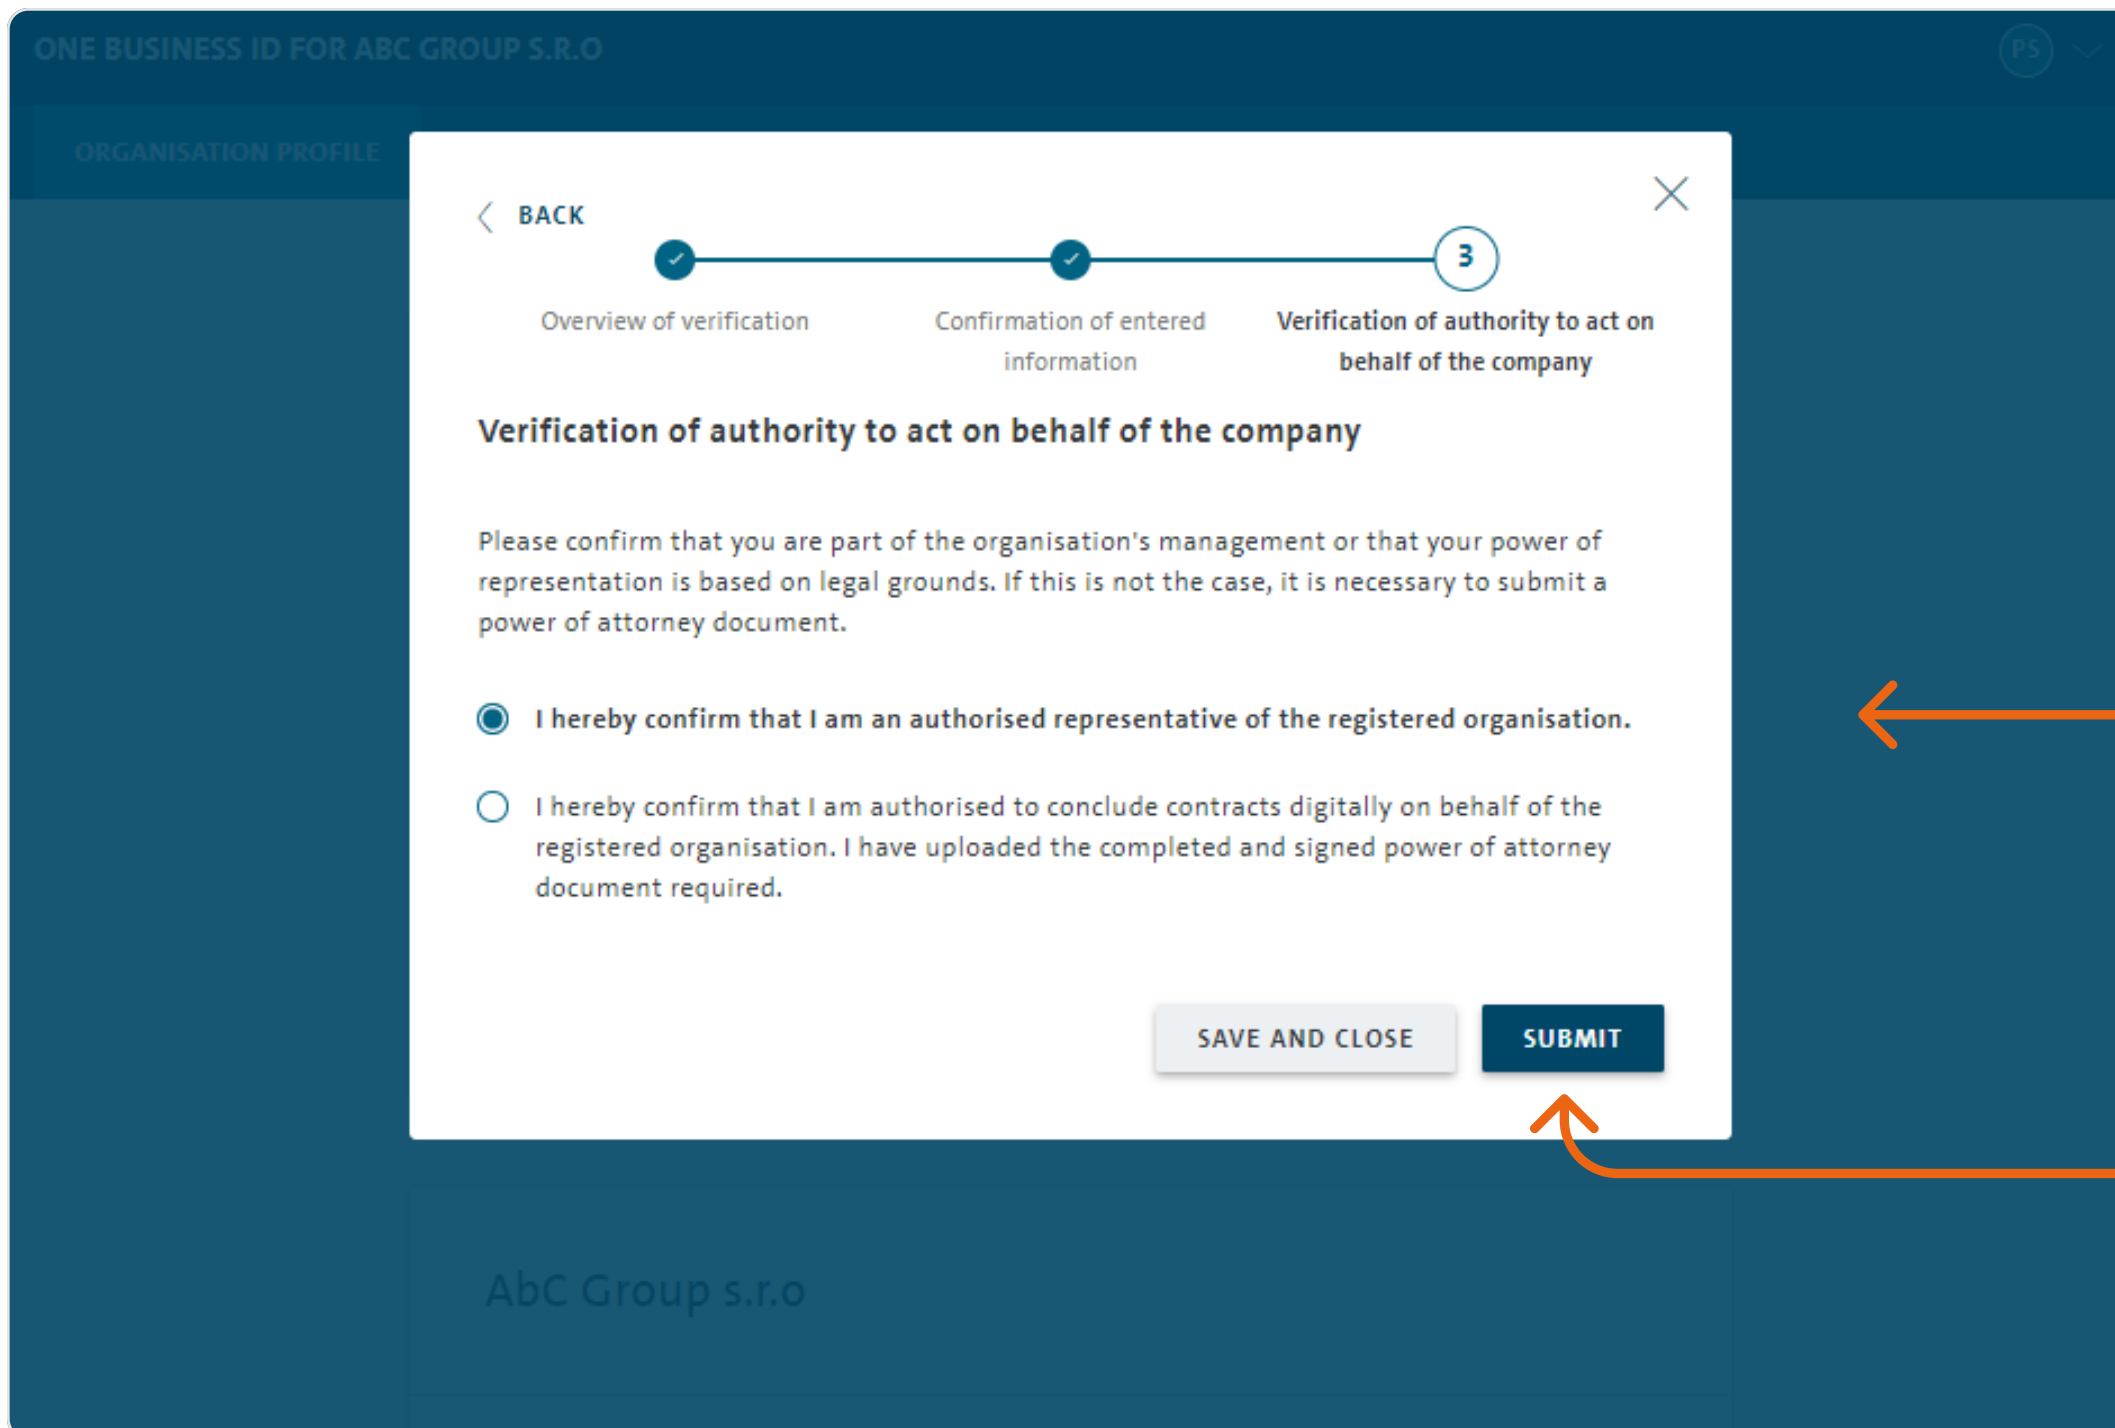 ONE BUSINESS ID FOR ABC GROUP S.R.O
PS
ORGANISATION PROFILE
BACK
3
Overview of verification
Confirmation of entered
information
Verification of authority to act on
behalf of the company
Verification of authority to act on behalf of the company
Please confirm that you are part of the organisation's management or that your power of
representation is based on legal grounds. If this is not the case, it is necessary to submit a
power of attorney document.
I hereby confirm that I am an authorised representative of the registered organisation.
I hereby confirm that I am authorised to conclude contracts digitally on behalf of the
registered organisation. I have uploaded the completed and signed power of attorney
document required.
SAVE AND CLOSE
SUBMIT
AbC Group s.r.o